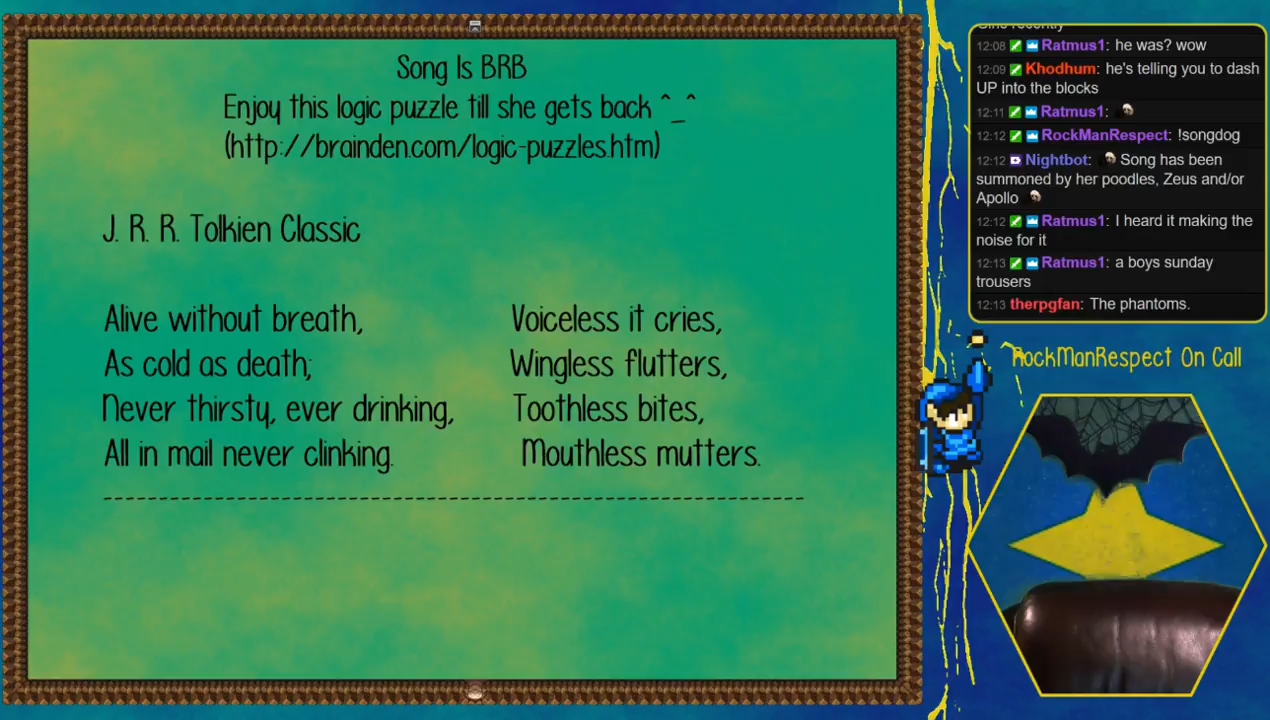 Song Is BRB
Enjoy this logic puzzle till she gets back ^_^
(http://brainden.com/logic-puzzles.htm)
J. R. R. Tolkien Classic
Alive without breath,
As cold as death;
Never thirsty, ever drinking,
All in mail never clinking.
Voiceless it cries,
Wingless flutters,
Toothless bites,
Mouthless mutters.
--------------------------------------------------------------
12:08 Ratmus1: he was? wow
12:09 Khodhum: he's telling you to dash
UP into the blocks
12:11 Ratmus1:
12:12 RockManRespect: !songdog
12:12 Nightbot: Song has been
summoned by her poodles, Zeus and/or
Apollo
12:12 Ratmus1: I heard it making the
noise for it
12:13 Ratmus1: a boys sunday
trousers
12:13 therpgfan: The phantoms.
RockManRespect On Call